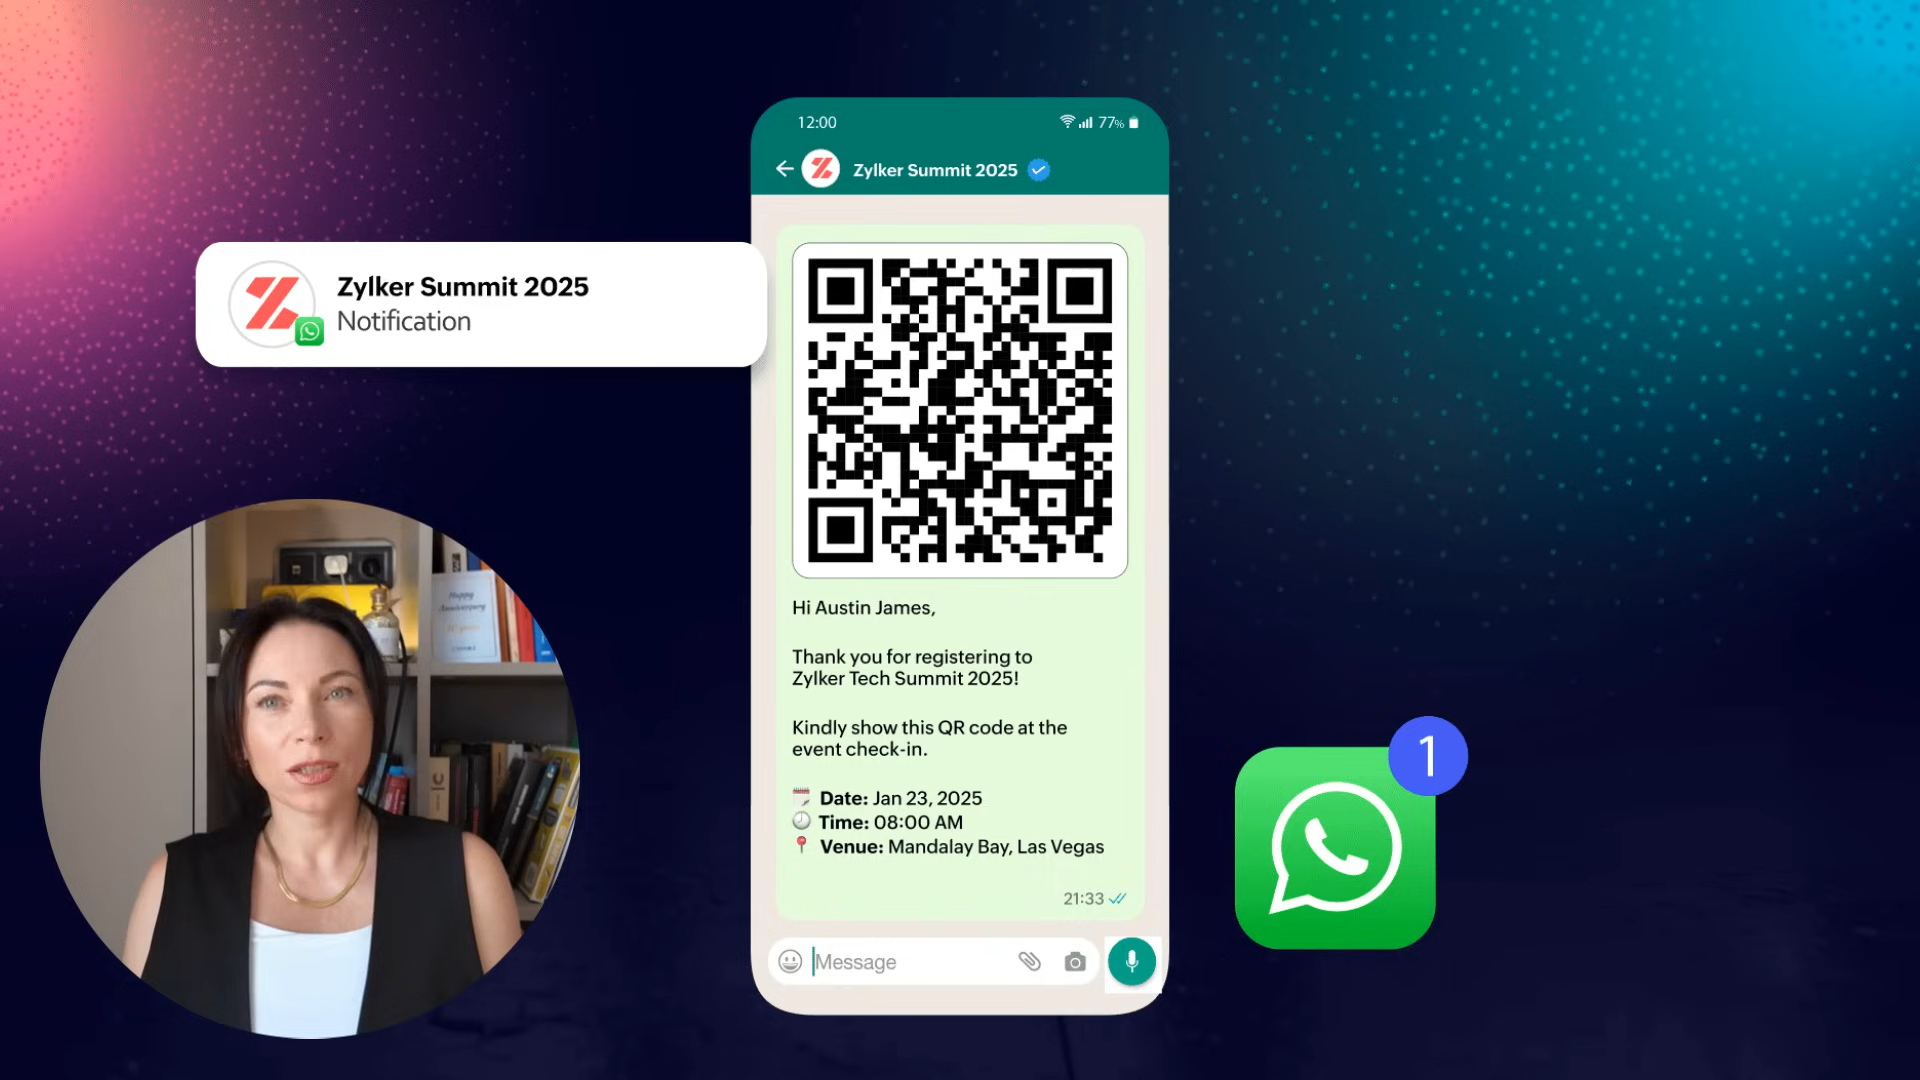 12:00
77%
Zylker Summit 2025
Zylker Summit 2025
Notification
Hi Austin James,
Thank you for registering to
Zylker Tech Summit 2025!
Kindly show this QR code at the
event check-in.
Date: Jan 23, 2025
Time: 08:00 AM
Venue: Mandalay Bay, Las Vegas
21:33
Message
1
Happy
Anniversary